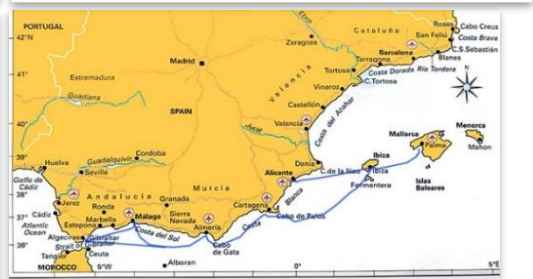 PORTUGAL
Ebro
Cataluña
Rosas
Cabo Creus
42°N
Zaragoza
San Feliú
Costa Brava
Barcelona
C.S.Sebastián
Madrid
Tarragona
Blanes
Tortosa
Costa Dorada
Río Tordera
41°
Extremadura
C.Tortosa
N
Valencia
Vinaroz
Guadiana
Castellón
SPAIN
Costa del Azahar
40°
Jucar
Valencia
Mallorca
Menorca
Palma
Mahon
39°
Cordoba
Denia
Ibiza
Huelva
Guadalquivir
C.de la Nao
Ibiza
Seville
Alicante
Islas
Baleares
Golfo de
Cádiz
38°
Murcia
Formentera
Jerez
Andalucia
Blanca
Ronda
Granada
Cartagena
37°
Cádiz
Marbella
Málaga
Sierra
Nevada
Cabo de Palos
Atlantic
Ocean
Estepona
Almería
Costa
Costa del Sol
36°
Algeciras
Gibraltar
Cabo
de Gata
Strait of Gibraltar
Tangier
Ceuta
MOROCCO
5°W
Alboran
0°
5°E